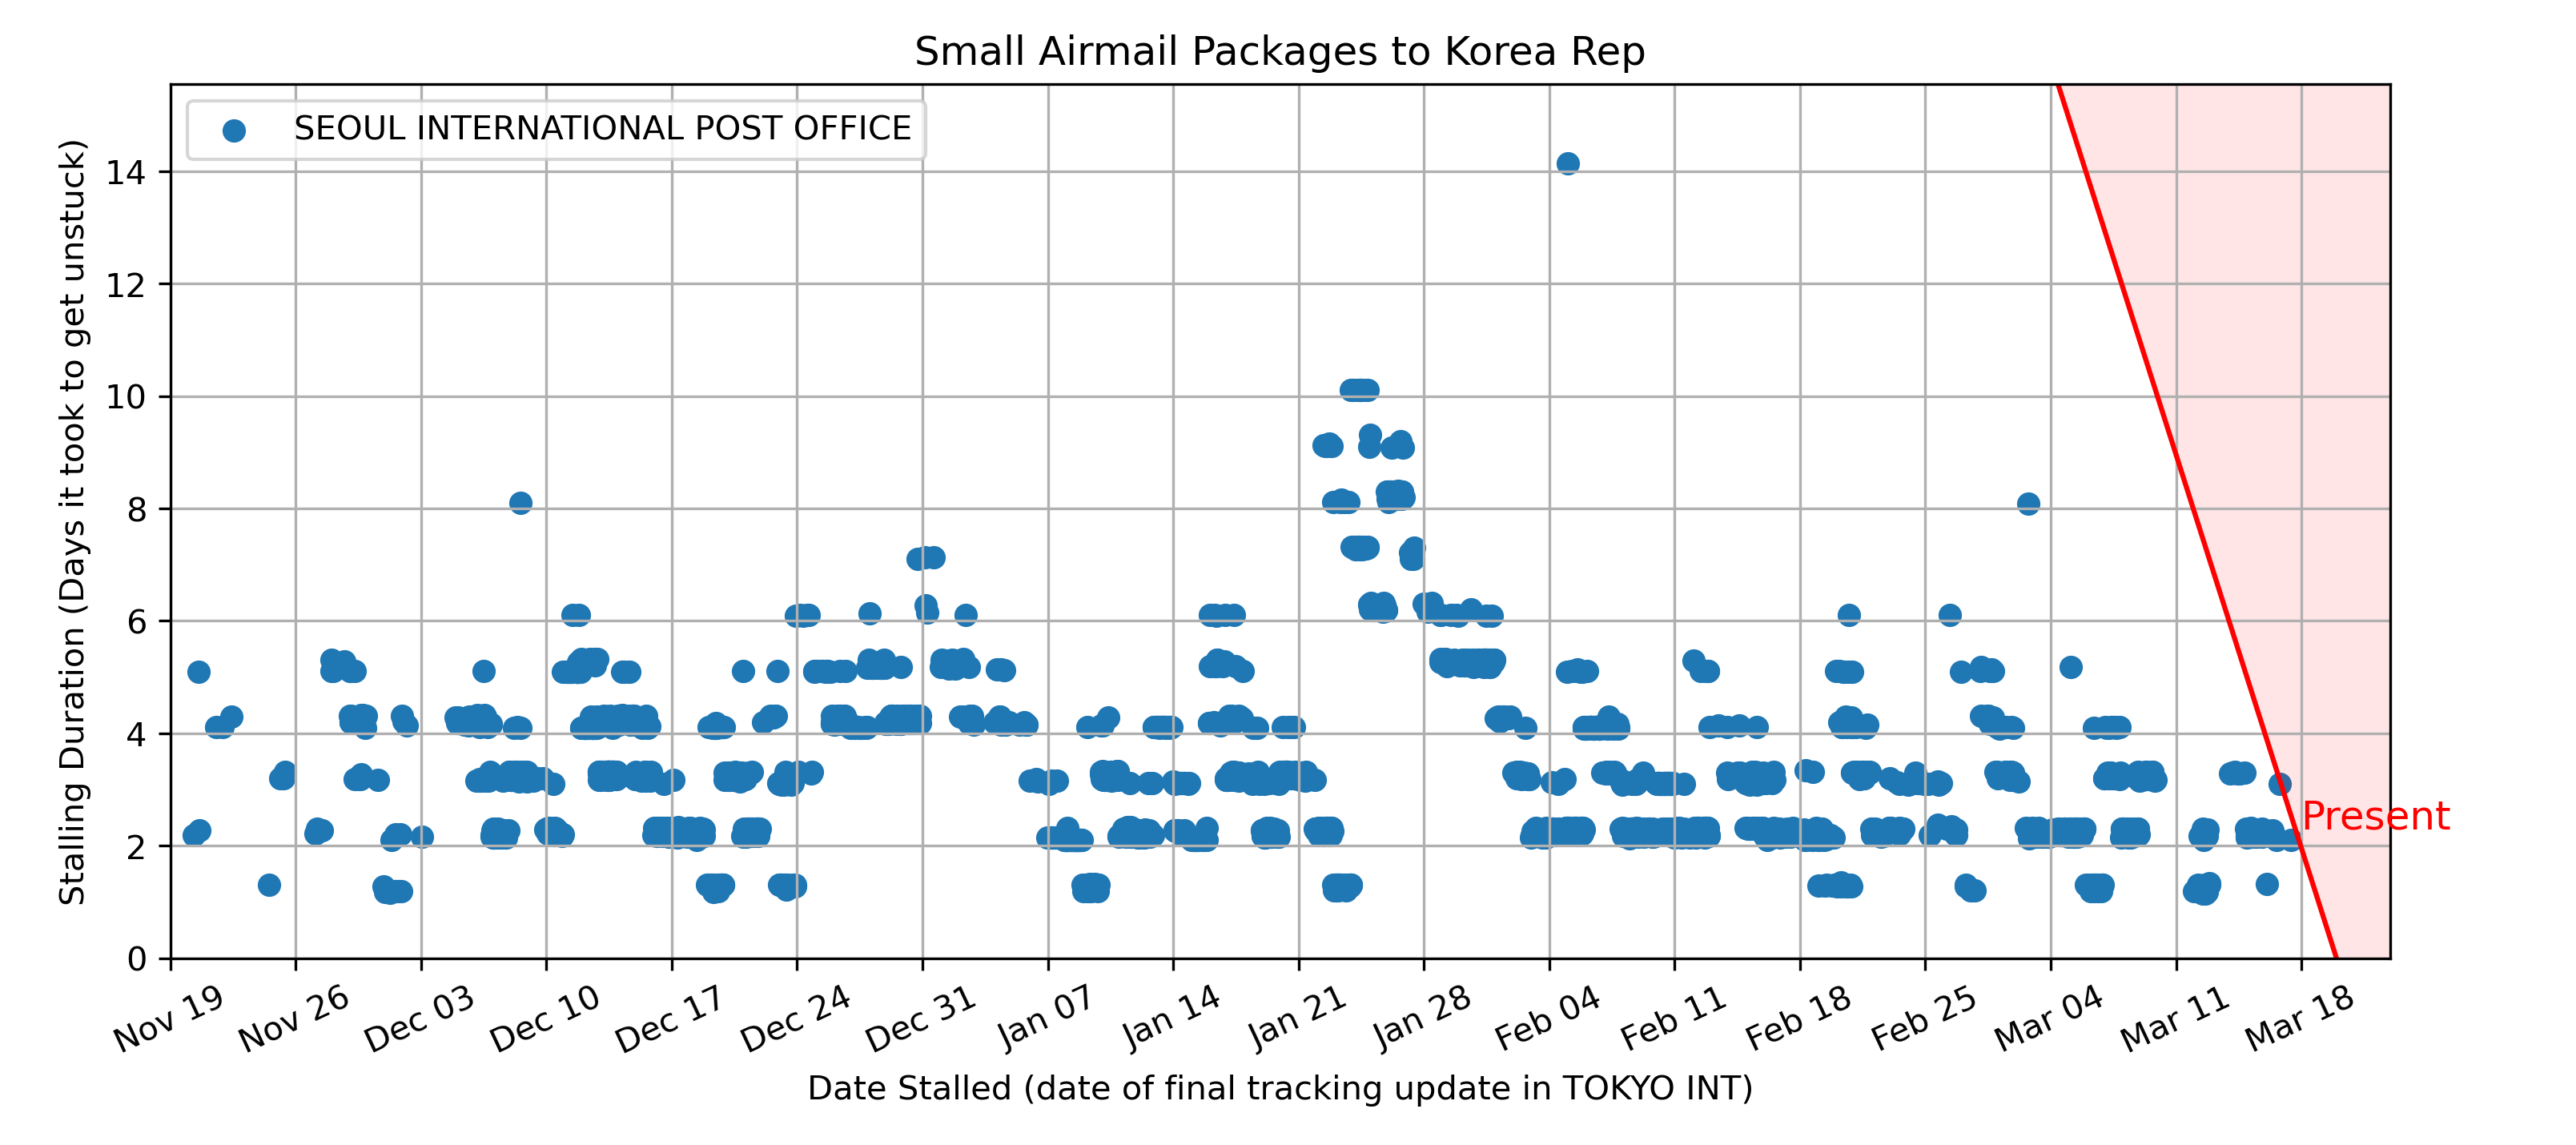 Small Airmail Packages to Korea Rep
SEOUL INTERNATIONAL POST OFFICE
Stalling Duration (Days it took to get unstuck)
14
12
10
8
6
4
2
0
Present
Nov 19
Nov 26
Dec 03
Dec 10
Dec 17
Dec 24
Dec 31
Jan 07
Jan 14
Jan 21
Jan 28
Feb 04
Feb 11
Feb 18
Feb 25
Mar 04
Mar 11
Mar 18
Date Stalled (date of final tracking update in TOKYO INT)